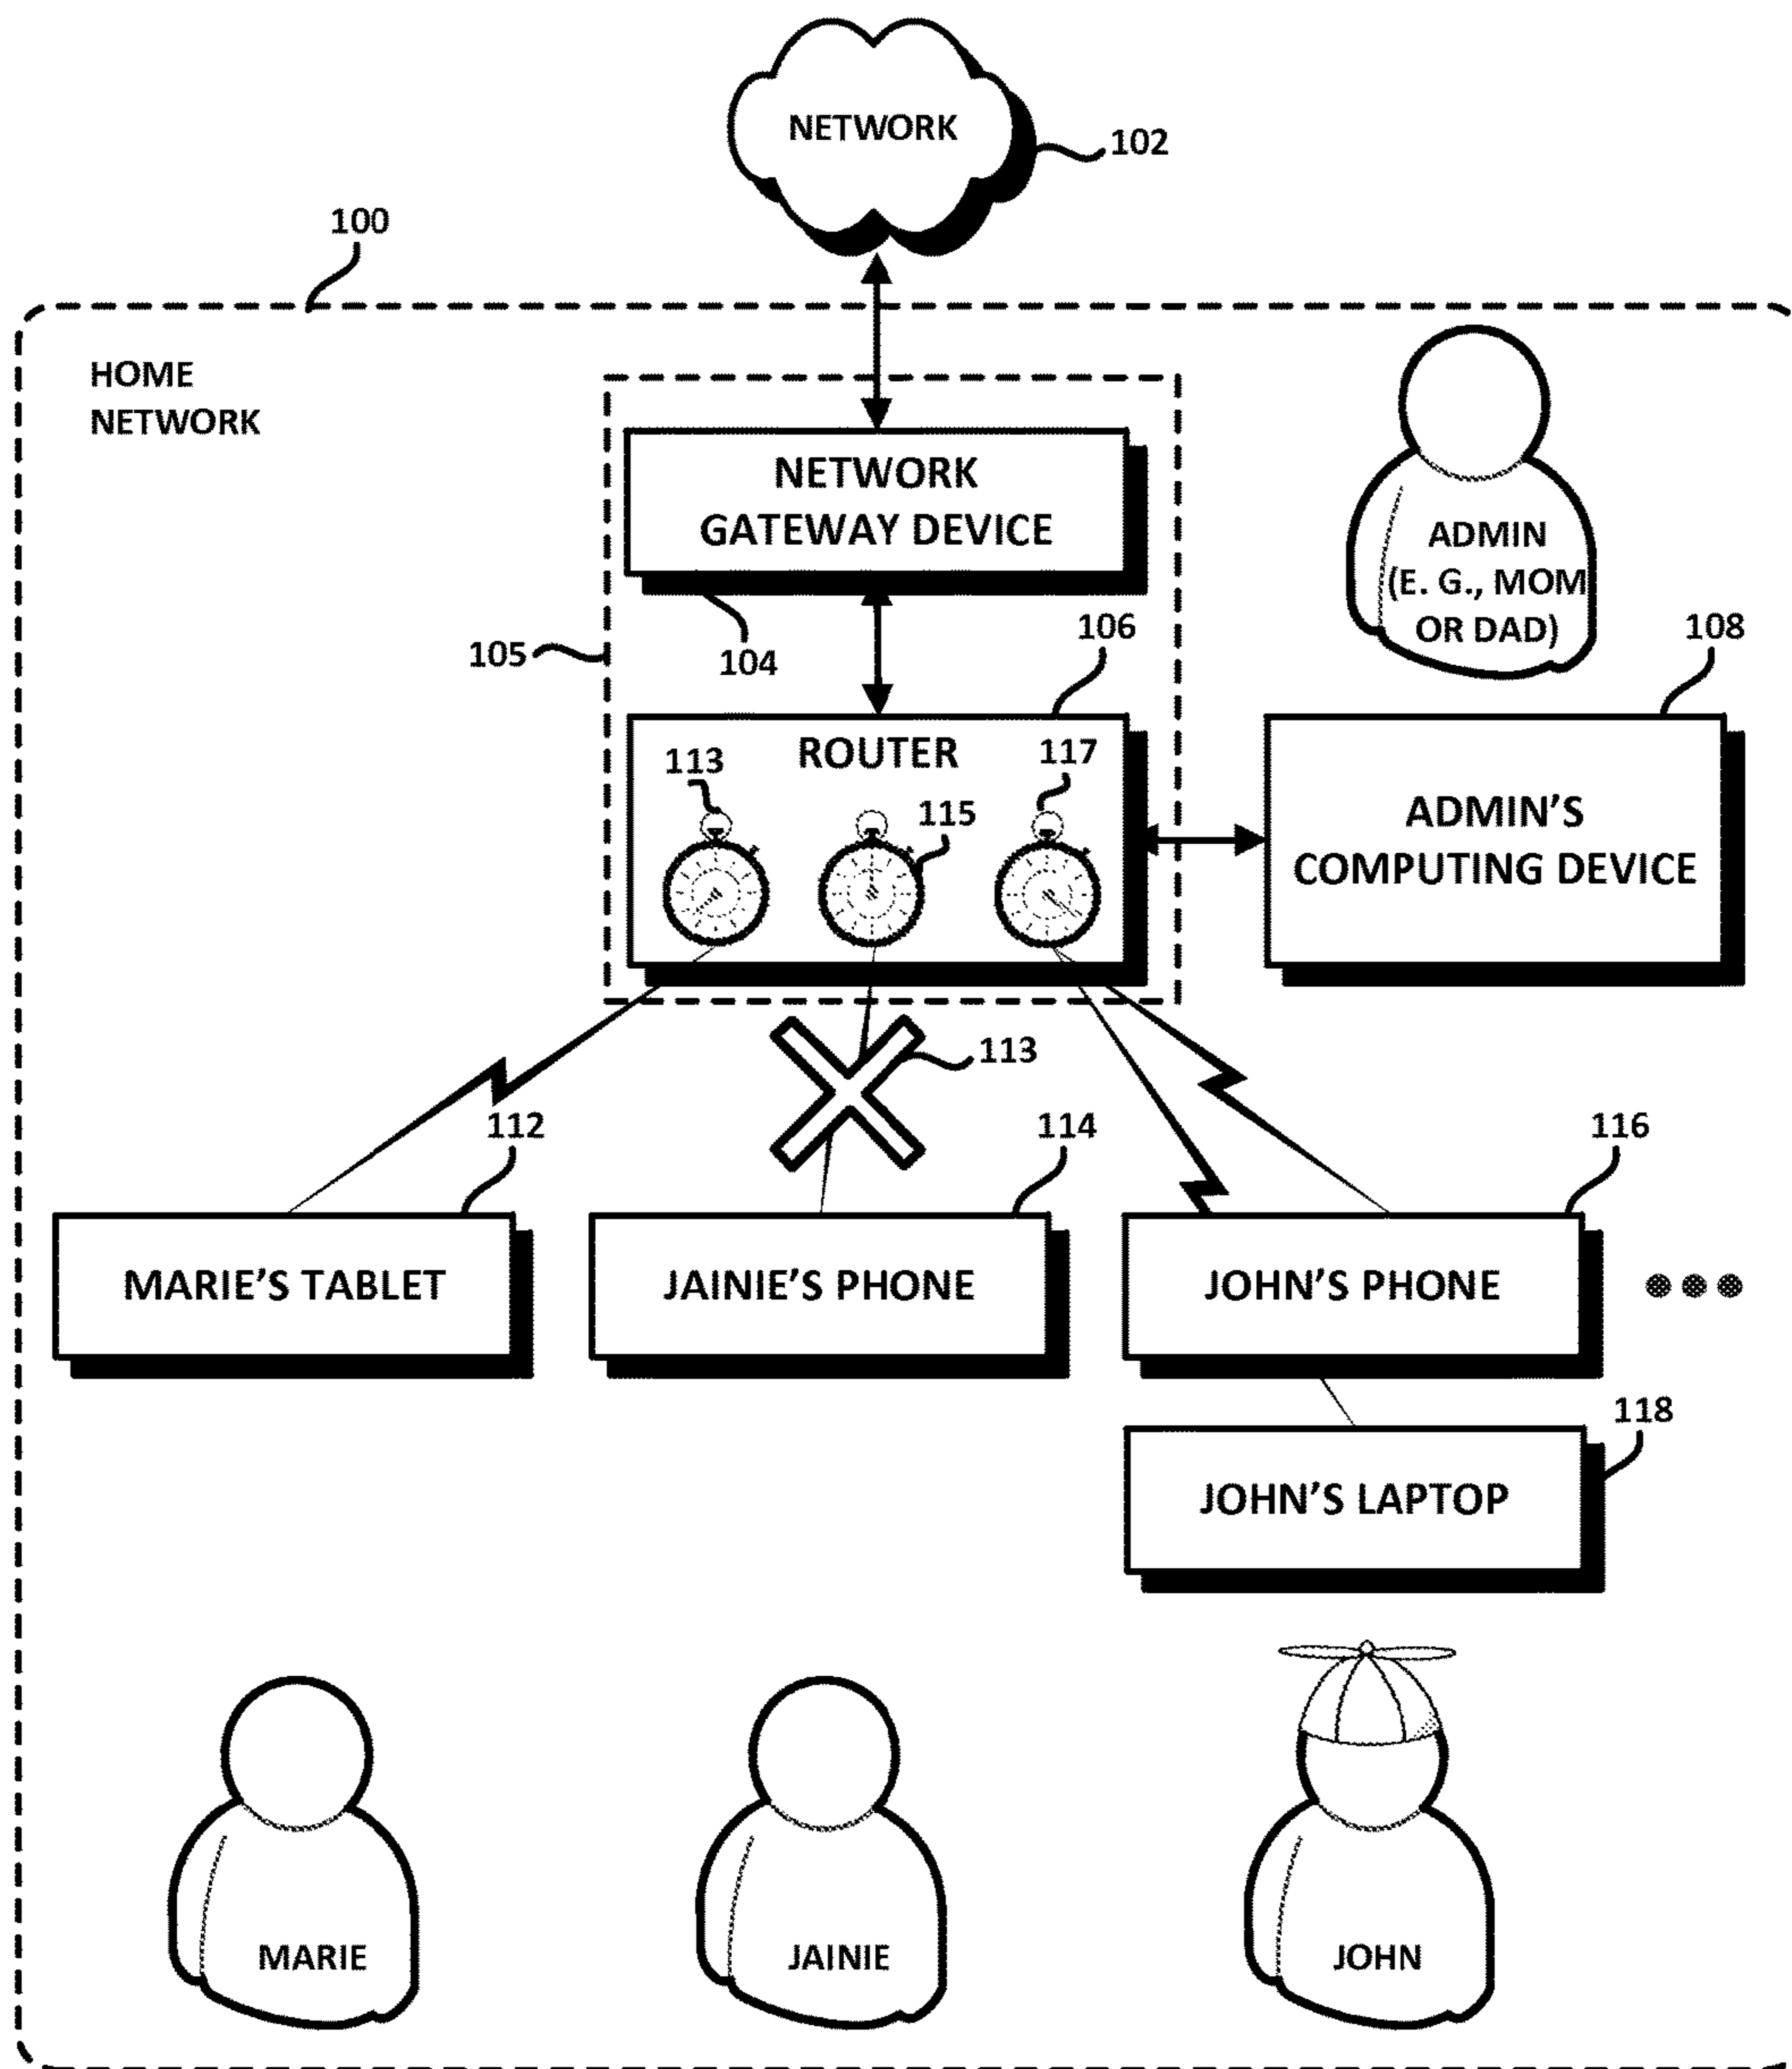 NETWORK
102
100
HOME
NETWORK
NETWORK
GATEWAY DEVICE
ADMIN
(E. G., MOM
OR DAD)
105
104
106
108
ROUTER
113
115
117
ADMIN'S
COMPUTING DEVICE
113
112
114
116
MARIE'S TABLET
JAINIE'S PHONE
JOHN'S PHONE
118
JOHN'S LAPTOP
MARIE
JAINIE
JOHN